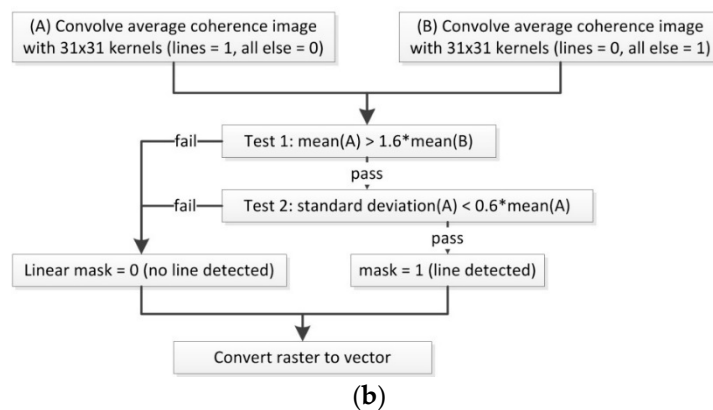 (A) Convolve average coherence image
with 31x31 kernels (lines = 1, all else = 0)
(B) Convolve average coherence image
with 31x31 kernels (lines = 0, all else = 1)
fail
Test 1: mean(A) > 1.6*mean(B)
pass
fail
Test 2: standard deviation(A) < 0.6*mean(A)
pass
Linear mask = 0 (no line detected)
mask = 1 (line detected)
Convert raster to vector
(b)